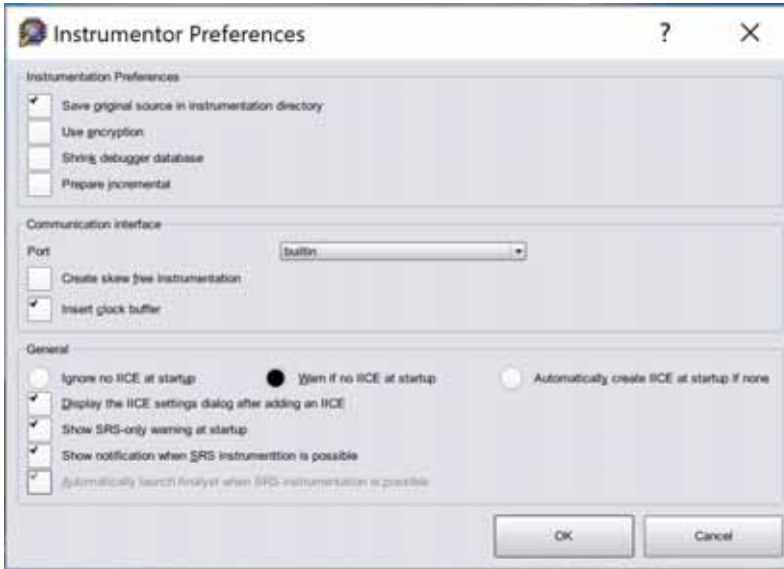 Instrumentor Preferences
Instrumentation Preferences
Save original source in instrumentation directory
Use encryption
Shrink debugger database
Prepare incremental
Communication interface
Port builtin
Create skew free Instrumentation
Insert clock buffer
General
Ignore no IICE at startup Warn if no IICE at startup Automatically create IICE at startup if none
Display the IICE settings dialog after adding an IICE
Show SRS-only warning at startup
Show notification when SRS instrumenttion is possible
Automatically launch Analyst when SRS instrumentation is possible
OK Cancel